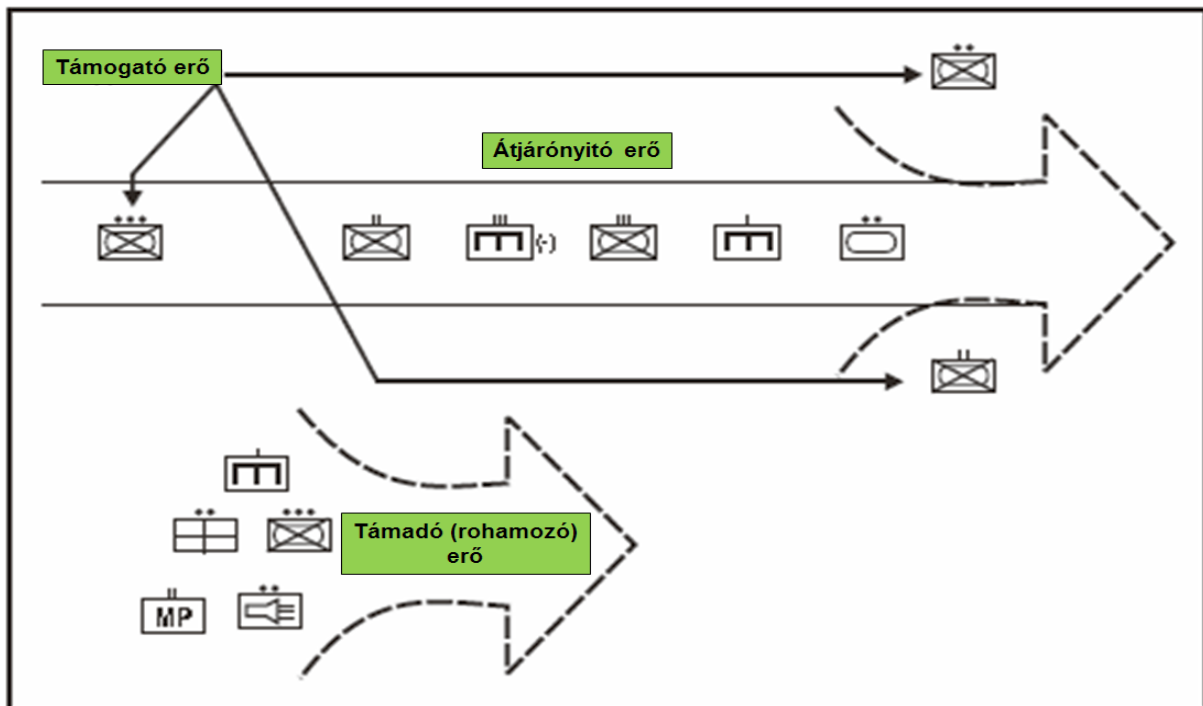 Támogató erő
Átjárónyitó erő
(-)
Támadó (rohamozó)
erő
MP